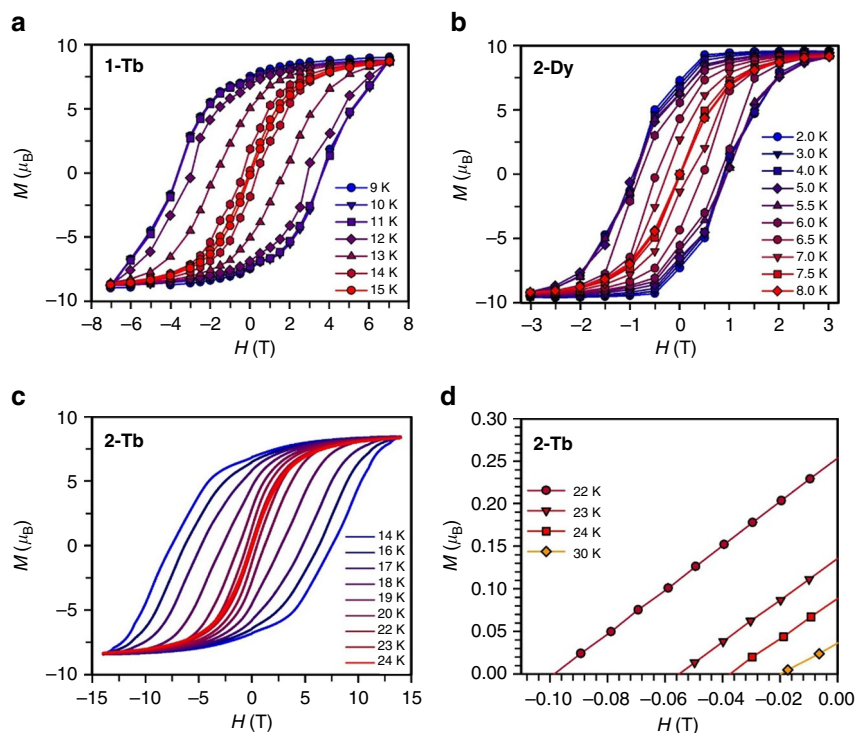 a
1-Tb
M (μB)
10
5
0
−5
−10
9 K
10 K
11 K
12 K
13 K
14 K
15 K
−8 −6 −4 −2 0 2 4 6 8
H (T)
b
2-Dy
M (μB)
10
5
0
−5
−10
2.0 K
3.0 K
4.0 K
5.0 K
5.5 K
6.0 K
6.5 K
7.0 K
7.5 K
8.0 K
−3 −2 −1 0 1 2 3
H (T)
c
2-Tb
M (μB)
10
5
0
−5
−10
14 K
16 K
17 K
18 K
19 K
20 K
22 K
23 K
24 K
−15 −10 −5 0 5 10 15
H (T)
d
2-Tb
M (μB)
0.30
0.25
0.20
0.15
0.10
0.05
0.00
22 K
23 K
24 K
30 K
−0.10 −0.08 −0.06 −0.04 −0.02 0.00
H (T)